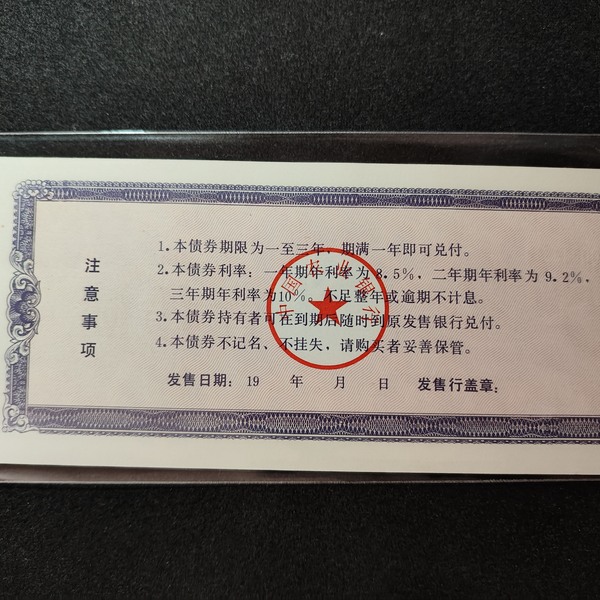 注意事项
1.本债券期限为一至三年,期满一年即可兑付。
2.本债券利率:一年期年利率为8.5%,二年期年利率为9.2%,
三年期年利率为10%。不足整年或逾期不计息。
3.本债券持有者可在到期后随时到原发售银行兑付。
4.本债券不记名、不挂失,请购买者妥善保管。
发售日期:19 年 月 日 发售行盖章:
中国农业银行